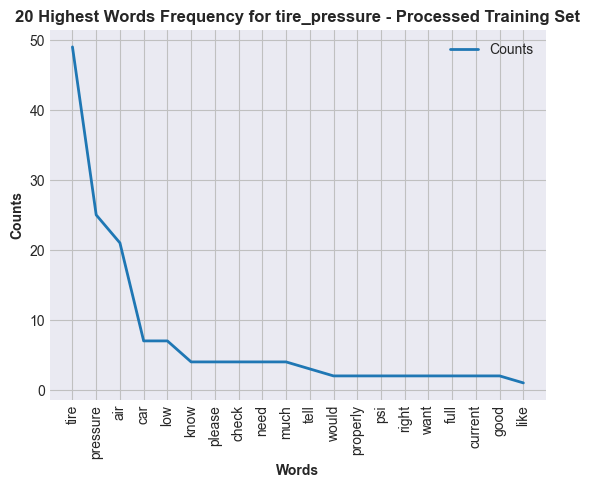 20 Highest Words Frequency for tire_pressure - Processed Training Set
Counts
50
40
30
20
10
0
Counts
tire
pressure
air
car
low
know
please
check
need
much
tell
would
properly
psi
right
want
full
current
good
like
Words